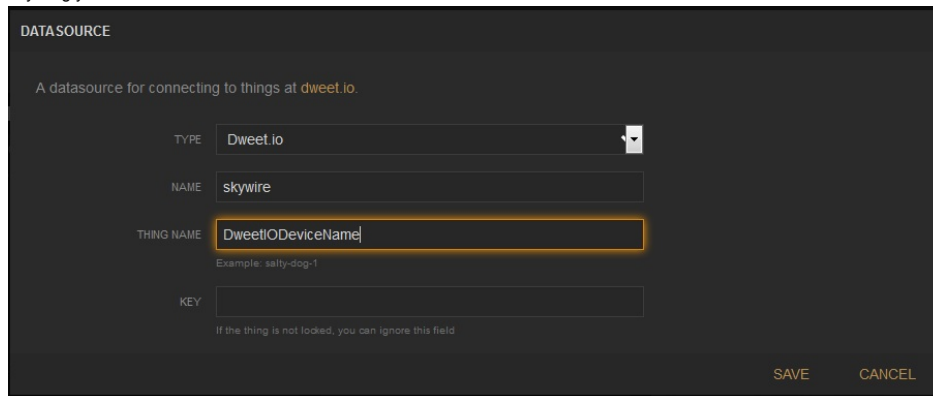 DATASOURCE
A datasource for connecting to things at dweet.io.
TYPE Dweet.io
NAME skywire
THING NAME DweetIODeviceName
Example: salty-dog-1
KEY
If the thing is not locked, you can ignore this field
SAVE CANCEL